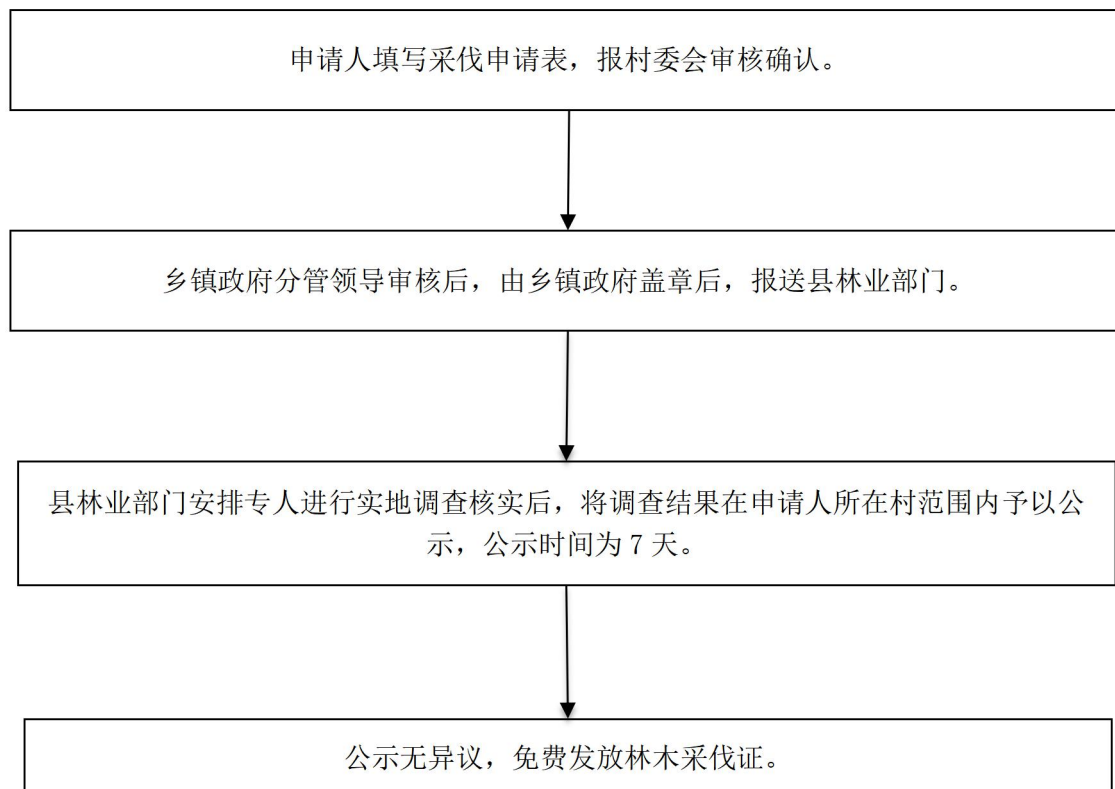 申请人填写采伐申请表，报村委会审核确认。
乡镇政府分管领导审核后，由乡镇政府盖章后，报送县林业部门。
县林业部门安排专人进行实地调查核实后，将调查结果在申请人所在村范围内予以公
示，公示时间为 7 天。
公示无异议，免费发放林木采伐证。